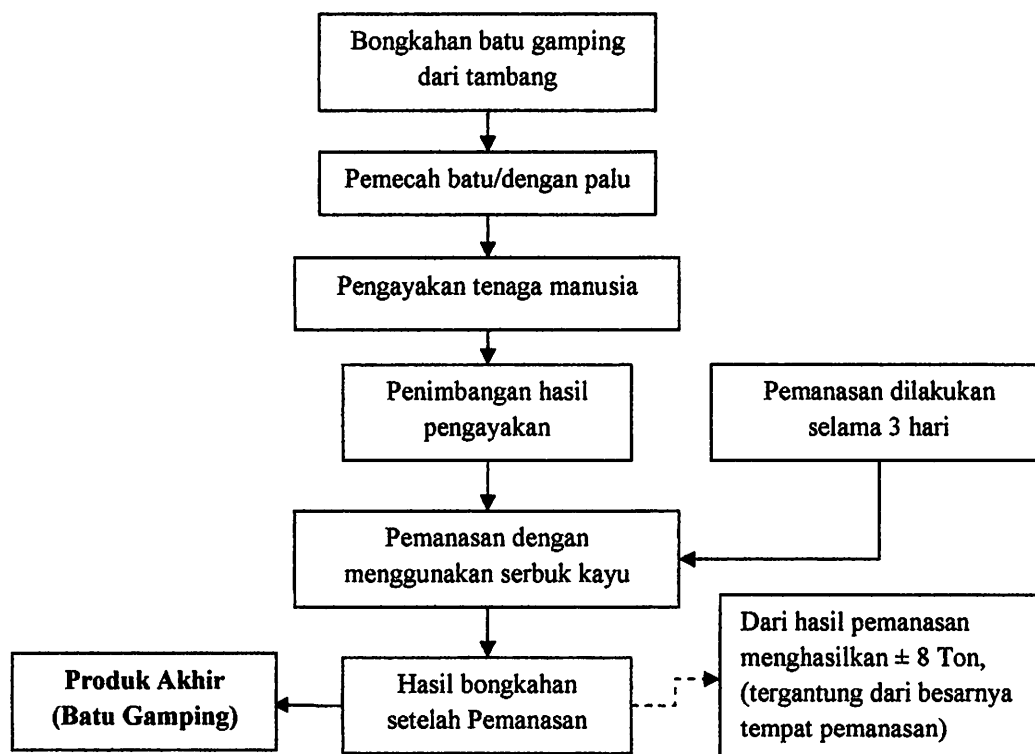 Bongkahan batu gamping
dari tambang
Pemecah batu/dengan palu
Pengayakan tenaga manusia
Penimbangan hasil
pengayakan
Pemanasan dilakukan
selama 3 hari
Pemanasan dengan
menggunakan serbuk kayu
Produk Akhir
(Batu Gamping)
Hasil bongkahan
setelah Pemanasan
Dari hasil pemanasan
menghasilkan ± 8 Ton,
(tergantung dari besarnya
tempat pemanasan)